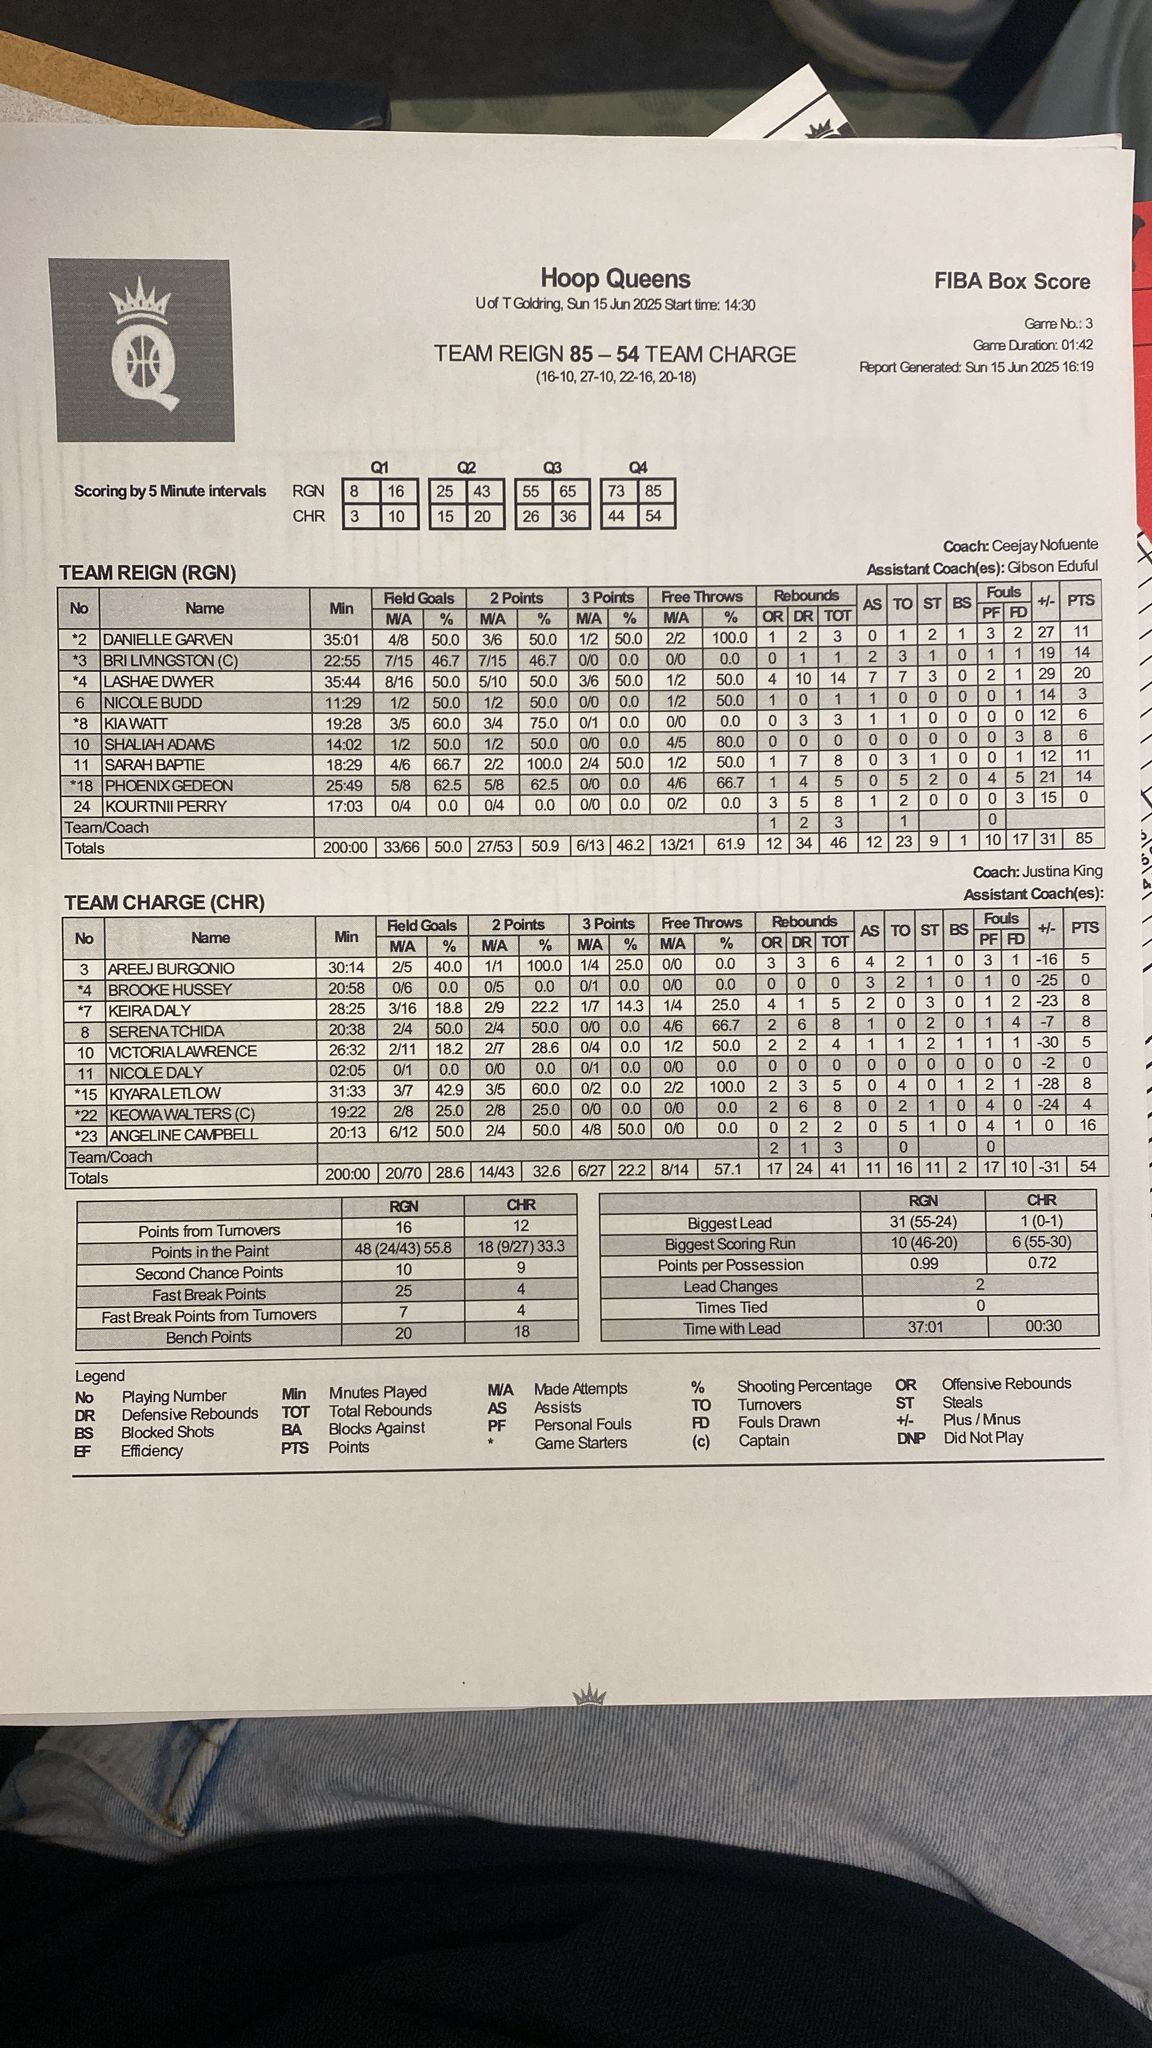 Hoop Queens
FIBA Box Score
U of T Goldring, Sun 15 Jun 2025 Start time: 14:30
Game No.: 3
Game Duration: 01:42
Report Generated: Sun 15 Jun 2025 16:19
TEAM REIGN 85 – 54 TEAM CHARGE
(16-10, 27-10, 22-16, 20-18)
Q
Q1 Q2 Q3 Q4
Scoring by 5 Minute intervals RGN 8 16 25 43 55 65 73 85
CHR 3 10 15 20 26 36 44 54
Coach: Ceejay Nofuente
TEAM REIGN (RGN) Assistant Coach(es): Gibson Eduful
No Name Min Field Goals 2 Points 3 Points Free Throws Rebounds AS TO ST BS Fouls +/- PTS
M/A % M/A % M/A % M/A % OR DR TOT PF FD
*2 DANIELLE GARVEN 35:01 4/8 50.0 3/6 50.0 1/2 50.0 2/2 100.0 1 2 3 0 1 2 1 3 2 27 11
*3 BRI LIVINGSTON (C) 22:55 7/15 46.7 7/15 46.7 0/0 0.0 0/0 0.0 0 1 1 2 3 1 0 1 1 19 14
*4 LASHAE DWYER 35:44 8/16 50.0 5/10 50.0 3/6 50.0 1/2 50.0 4 10 14 7 7 3 0 2 1 29 20
6 NICOLE BUDD 11:29 1/2 50.0 1/2 50.0 0/0 0.0 1/2 50.0 1 0 1 1 0 0 0 0 1 14 3
*8 KIA WATT 19:28 3/5 60.0 3/4 75.0 0/1 0.0 0/0 0.0 0 3 3 1 1 0 0 0 0 12 6
10 SHALIAH ADAMS 14:02 1/2 50.0 1/2 50.0 0/0 0.0 4/5 80.0 0 0 0 0 0 0 0 0 3 8 6
11 SARAH BAPTIE 18:29 4/6 66.7 2/2 100.0 2/4 50.0 1/2 50.0 1 7 8 0 3 1 0 0 1 12 11
*18 PHOENIX GEDEON 25:49 5/8 62.5 5/8 62.5 0/0 0.0 4/6 66.7 1 4 5 0 5 2 0 4 5 21 14
24 KOURTNII PERRY 17:03 0/4 0.0 0/4 0.0 0/0 0.0 0/2 0.0 3 5 8 1 2 0 0 0 3 15 0
Team/Coach 1 2 3 1 0
Totals 200:00 33/66 50.0 27/53 50.9 6/13 46.2 13/21 61.9 12 34 46 12 23 9 1 10 17 31 85
Coach: Justina King
TEAM CHARGE (CHR) Assistant Coach(es):
No Name Min Field Goals 2 Points 3 Points Free Throws Rebounds AS TO ST BS Fouls +/- PTS
M/A % M/A % M/A % M/A % OR DR TOT PF FD
3 AREEJ BURGONIO 30:14 2/5 40.0 1/1 100.0 1/4 25.0 0/0 0.0 3 3 6 4 2 1 0 3 1 -16 5
*4 BROOKE HUSSEY 20:58 0/6 0.0 0/5 0.0 0/1 0.0 0/0 0.0 0 0 0 3 2 1 0 1 0 -25 0
*7 KEIRA DALY 28:25 3/16 18.8 2/9 22.2 1/7 14.3 1/4 25.0 4 1 5 2 0 3 0 1 2 -23 8
8 SERENA TCHIDA 20:38 2/4 50.0 2/4 50.0 0/0 0.0 4/6 66.7 2 6 8 1 0 2 0 1 4 -7 8
10 VICTORIA LAWRENCE 26:32 2/11 18.2 2/7 28.6 0/4 0.0 1/2 50.0 2 2 4 1 1 2 1 1 1 -30 5
11 NICOLE DALY 02:05 0/1 0.0 0/0 0.0 0/1 0.0 0/0 0.0 0 0 0 0 0 0 0 0 0 -2 0
*15 KIYARA LETLOW 31:33 3/7 42.9 3/5 60.0 0/2 0.0 2/2 100.0 2 3 5 0 4 0 1 2 1 -28 8
*22 KEOWA WALTERS (C) 19:22 2/8 25.0 2/8 25.0 0/0 0.0 0/0 0.0 2 6 8 0 2 1 0 4 0 -24 4
*23 ANGELINE CAMPBELL 20:13 6/12 50.0 2/4 50.0 4/8 50.0 0/0 0.0 0 2 2 0 5 1 0 4 1 0 16
Team/Coach 2 1 3 0 0
Totals 200:00 20/70 28.6 14/43 32.6 6/27 22.2 8/14 57.1 17 24 41 11 16 11 2 17 10 -31 54
RGN CHR
Points from Turnovers 16 12
Points in the Paint 48 (24/43) 55.8 18 (9/27) 33.3
Second Chance Points 10 9
Fast Break Points 25 4
Fast Break Points from Turnovers 7 4
Bench Points 20 18
RGN CHR
Biggest Lead 31 (55-24) 1 (0-1)
Biggest Scoring Run 10 (46-20) 6 (55-30)
Points per Possession 0.99 0.72
Lead Changes 2
Times Tied 0
Time with Lead 37:01 00:30
Legend
No Playing Number Min Minutes Played M/A Made Attempts % Shooting Percentage OR Offensive Rebounds
DR Defensive Rebounds TOT Total Rebounds AS Assists TO Turnovers ST Steals
BS Blocked Shots BA Blocks Against PF Personal Fouls FD Fouls Drawn +/- Plus / Minus
EF Efficiency PTS Points * Game Starters (c) Captain DNP Did Not Play